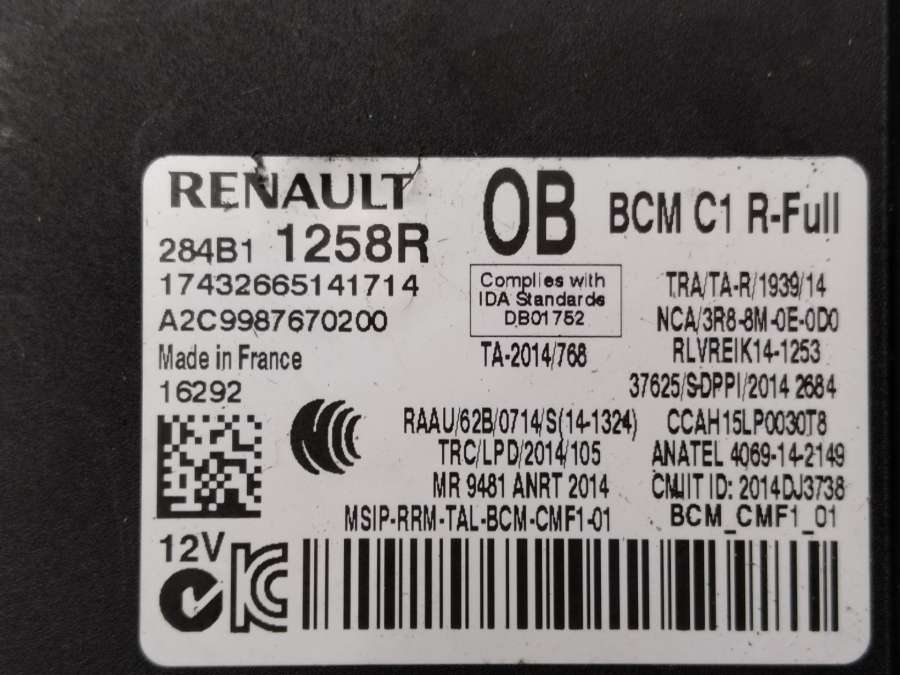 RENAULT
284B1 1258R
17432665141714
A2C9987670200
Made in France
16292
OB
BCM C1 R-Full
Complies with
IDA Standards
DB01752
TA-2014/768
TRA/TA-R/1939/14
NCA/3R8-8M-0E-0D0
RLVREIK14-1253
37625/SDPPI/2014 2684
RAAU/62B/0714/S(14-1324)
CCAH15LP0030T8
TRC/LPD/2014/105
ANATEL 4069-14-2149
MR 9481 ANRT 2014
CMIIT ID: 2014DJ3738
MSIP-RRM-TAL-BCM-CMF1-01
BCM_CMF1_01
12V